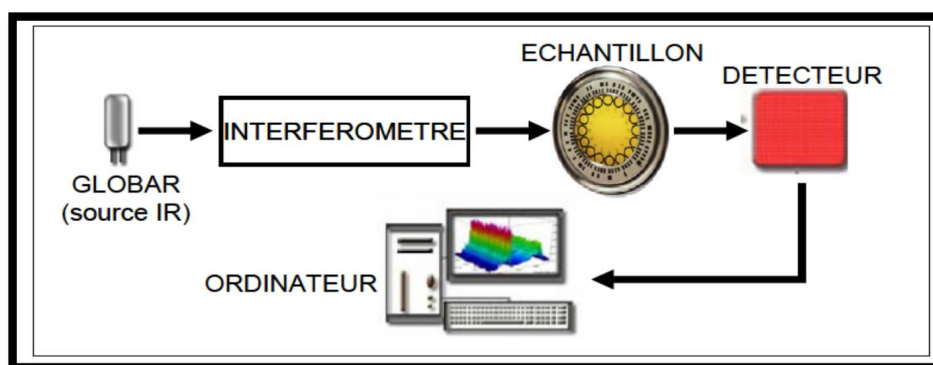 ECHANTILLON
DETECTEUR
INTERFEROMETRE
GLOBAR
(source IR)
ORDINATEUR